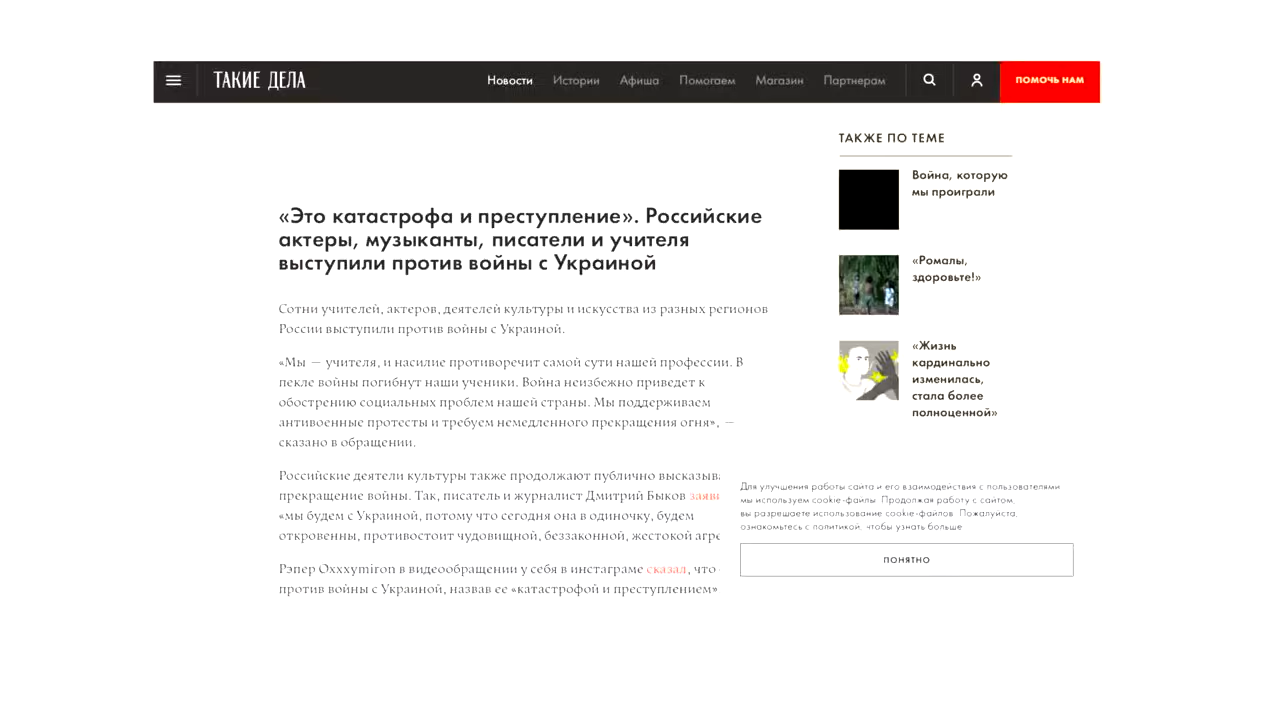 ТАКИЕ ДЕЛА
Новости Истории Афиша Помогаем Магазин Партнерам
ПОМОЧЬ НАМ
«Это катастрофа и преступление». Российские
актеры, музыканты, писатели и учителя
выступили против войны с Украиной
Сотни учителей, актеров, деятелей культуры и искусства из разных регионов
России выступили против войны с Украиной.
«Мы — учителя, и насилие противоречит самой сути нашей профессии. В
пекле войны погибнут наши ученики. Война неизбежно приведет к
обострению социальных проблем нашей страны. Мы поддерживаем
антивоенные протесты и требуем немедленного прекращения огня», —
сказано в обращении.
Российские деятели культуры также продолжают публично
прекращение войны. Так, писатель и журналист Дмитрий Быков
«мы будем с Украиной, потому что сегодня она в одиночку, будем
откровенны, противостоит чудовищной, беззаконной, жестокой
Рэпер Oxxxymiron в видеообращении у себя в инстаграме сказал, что
против войны с Украиной, назвав ее «катастрофой и преступлением»
ТАКЖЕ ПО ТЕМЕ
Война, которую
мы проиграли
«Ромалы,
здоровьте!»
«Жизнь
кардинально
изменилась,
стала более
полноценной»
Для улучшения работы сайта и его взаимодействия с пользователями
мы используем cookie-файлы. Продолжая работу с сайтом,
вы разрешаете использование cookie-файлов. Пожалуйста,
ознакомьтесь с политикой, чтобы узнать больше
ПОНЯТНО